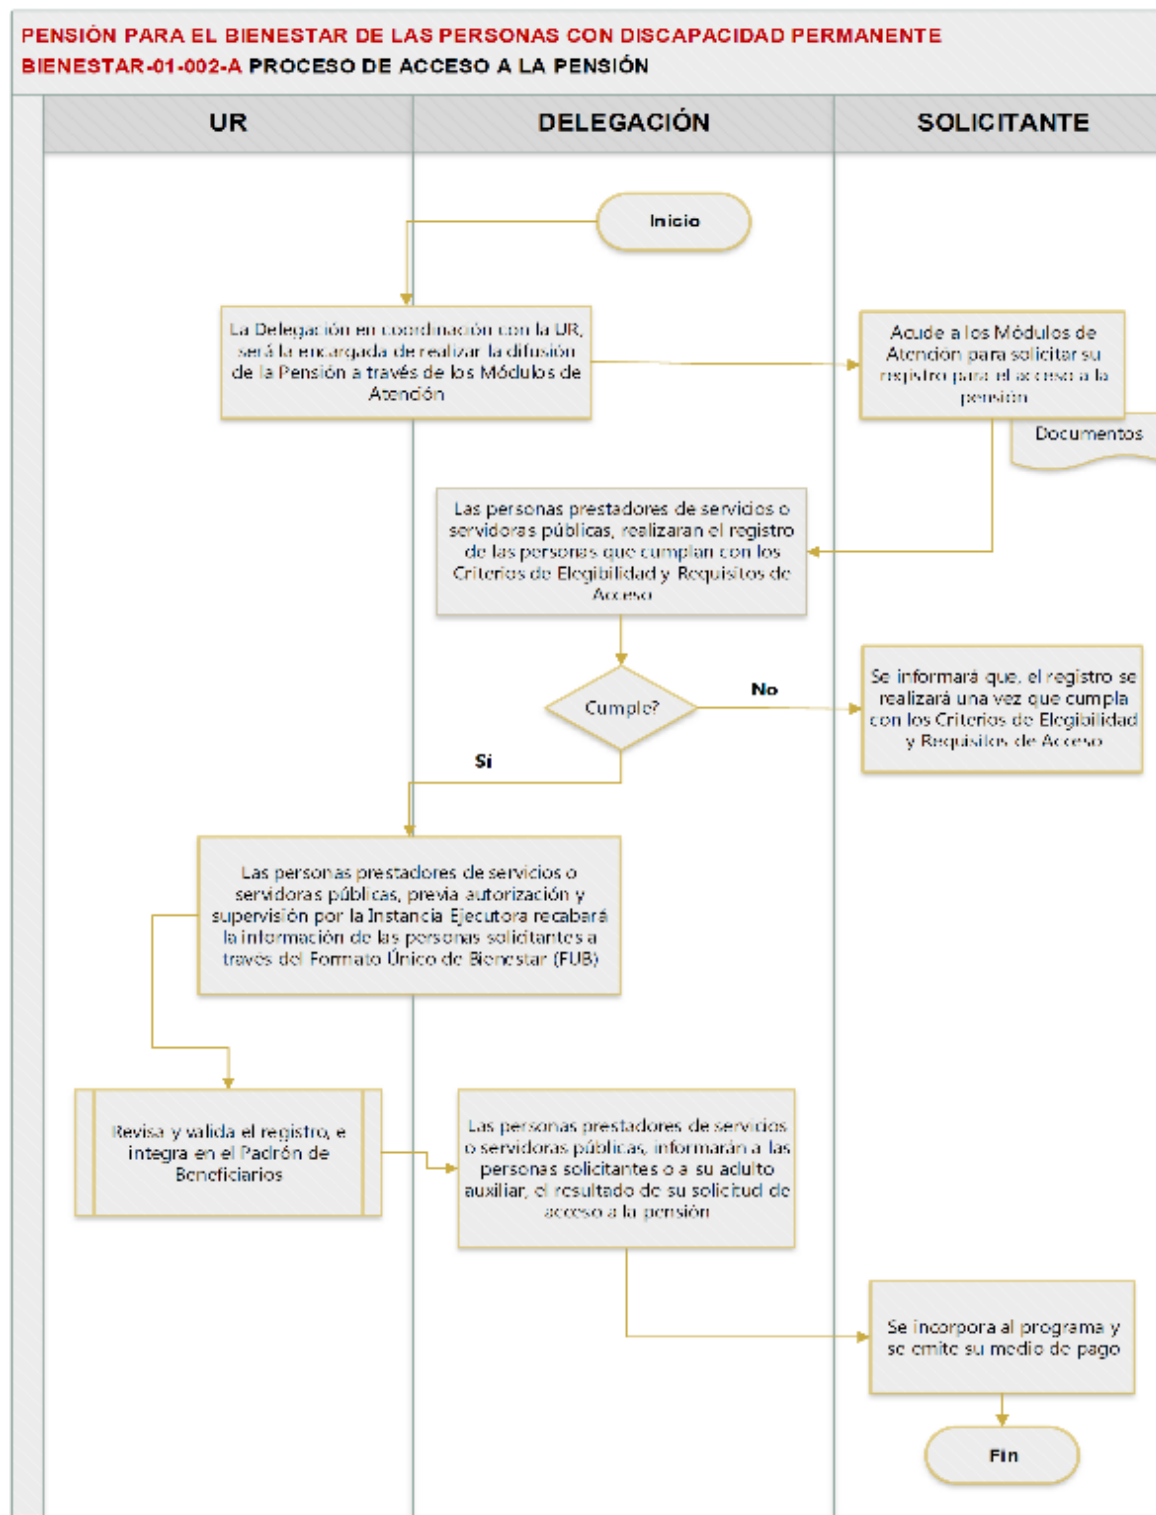 PENSIÓN PARA EL BIENESTAR DE LAS PERSONAS CON DISCAPACIDAD PERMANENTE
BIENESTAR-01-002-A PROCESO DE ACCESO A LA PENSIÓN
UR
DELEGACIÓN
SOLICITANTE
Inicio
La Delegación en coordinación con la UR,
será la encargada de realizar la difusión
de la Pensión a través de los Módulos de
Atención
Acude a los Módulos de
Atención para solicitar su
registro para el acceso a la
pensión
Documentos
Las personas prestadores de servicios o
servidoras públicas, realizaran el registro
de las personas que cumplan con los
Criterios de Elegibilidad y Requisitos de
Acceso
Cumple?
No
Se informará que, el registro se
realizará una vez que cumpla
con los Criterios de Elegibilidad
y Requisitos de Acceso
Si
Las personas prestadores de servicios o
servidoras públicas, previa autorización y
supervisión por la Instancia Ejecutora recabará
la información de las personas solicitantes a
través del Formato Único de Bienestar (FUB)
Revisa y valida el registro, e
integra en el Padrón de
Beneficiarios
Las personas prestadores de servicios
o servidoras públicas, informarán a las
personas solicitantes o a su adulto
auxiliar, el resultado de su solicitud de
acceso a la pensión
Se incorpora al programa y
se emite su medio de pago
Fin